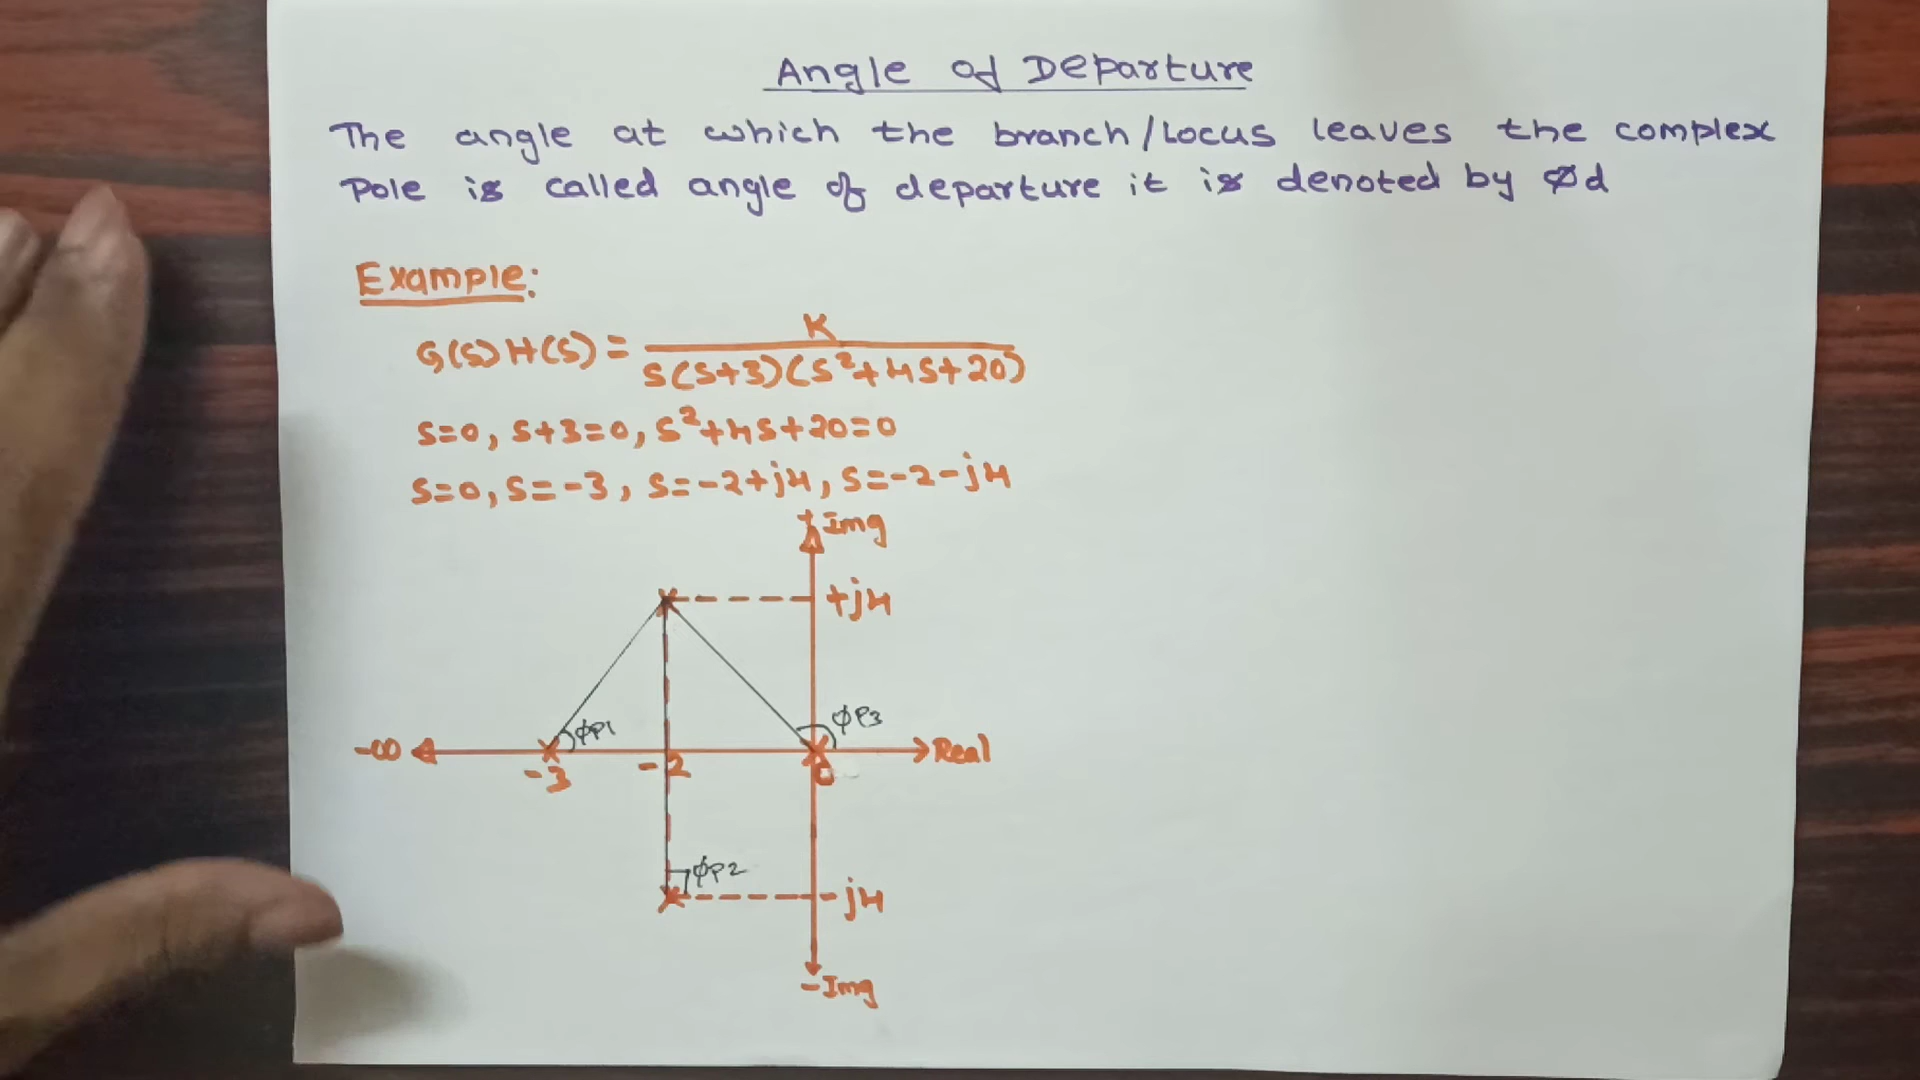 Angle of Departure
The angle at which the branch/Locus leaves the complex
Pole is called angle of departure it is denoted by Ød
Example:
G(S)H(S) = K
S(S+3)(S²+4S+20)
S=0, S+3=0, S²+4S+20=0
S=0, S=-3, S=-2+j4, S=-2-j4
Img
+j4
ϕP3
ϕP1
-∞
Real
-3
-2
0
ϕP2
-j4
-Img